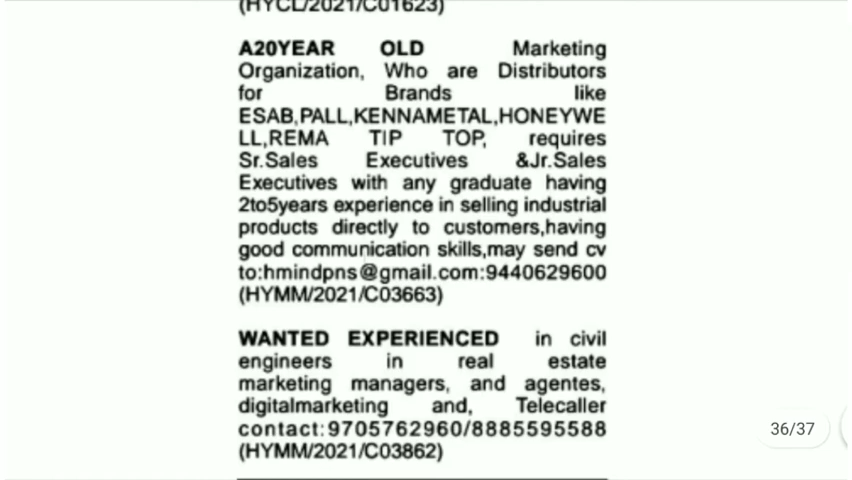 (HYCL/2021/C01623)
A20YEAR OLD Marketing
Organization, Who are Distributors
for Brands like
ESAB,PALL,KENNAMETAL,HONEYWE
LL,REMA TIP TOP, requires
Sr.Sales Executives &Jr.Sales
Executives with any graduate having
2to5years experience in selling industrial
products directly to customers,having
good communication skills,may send cv
to:hmindpns@gmail.com:9440629600
(HYMM/2021/C03663)
WANTED EXPERIENCED in civil
engineers in real estate
marketing managers, and agentes,
digitalmarketing and, Telecaller
contact:9705762960/8885595588
(HYMM/2021/C03862)
36/37